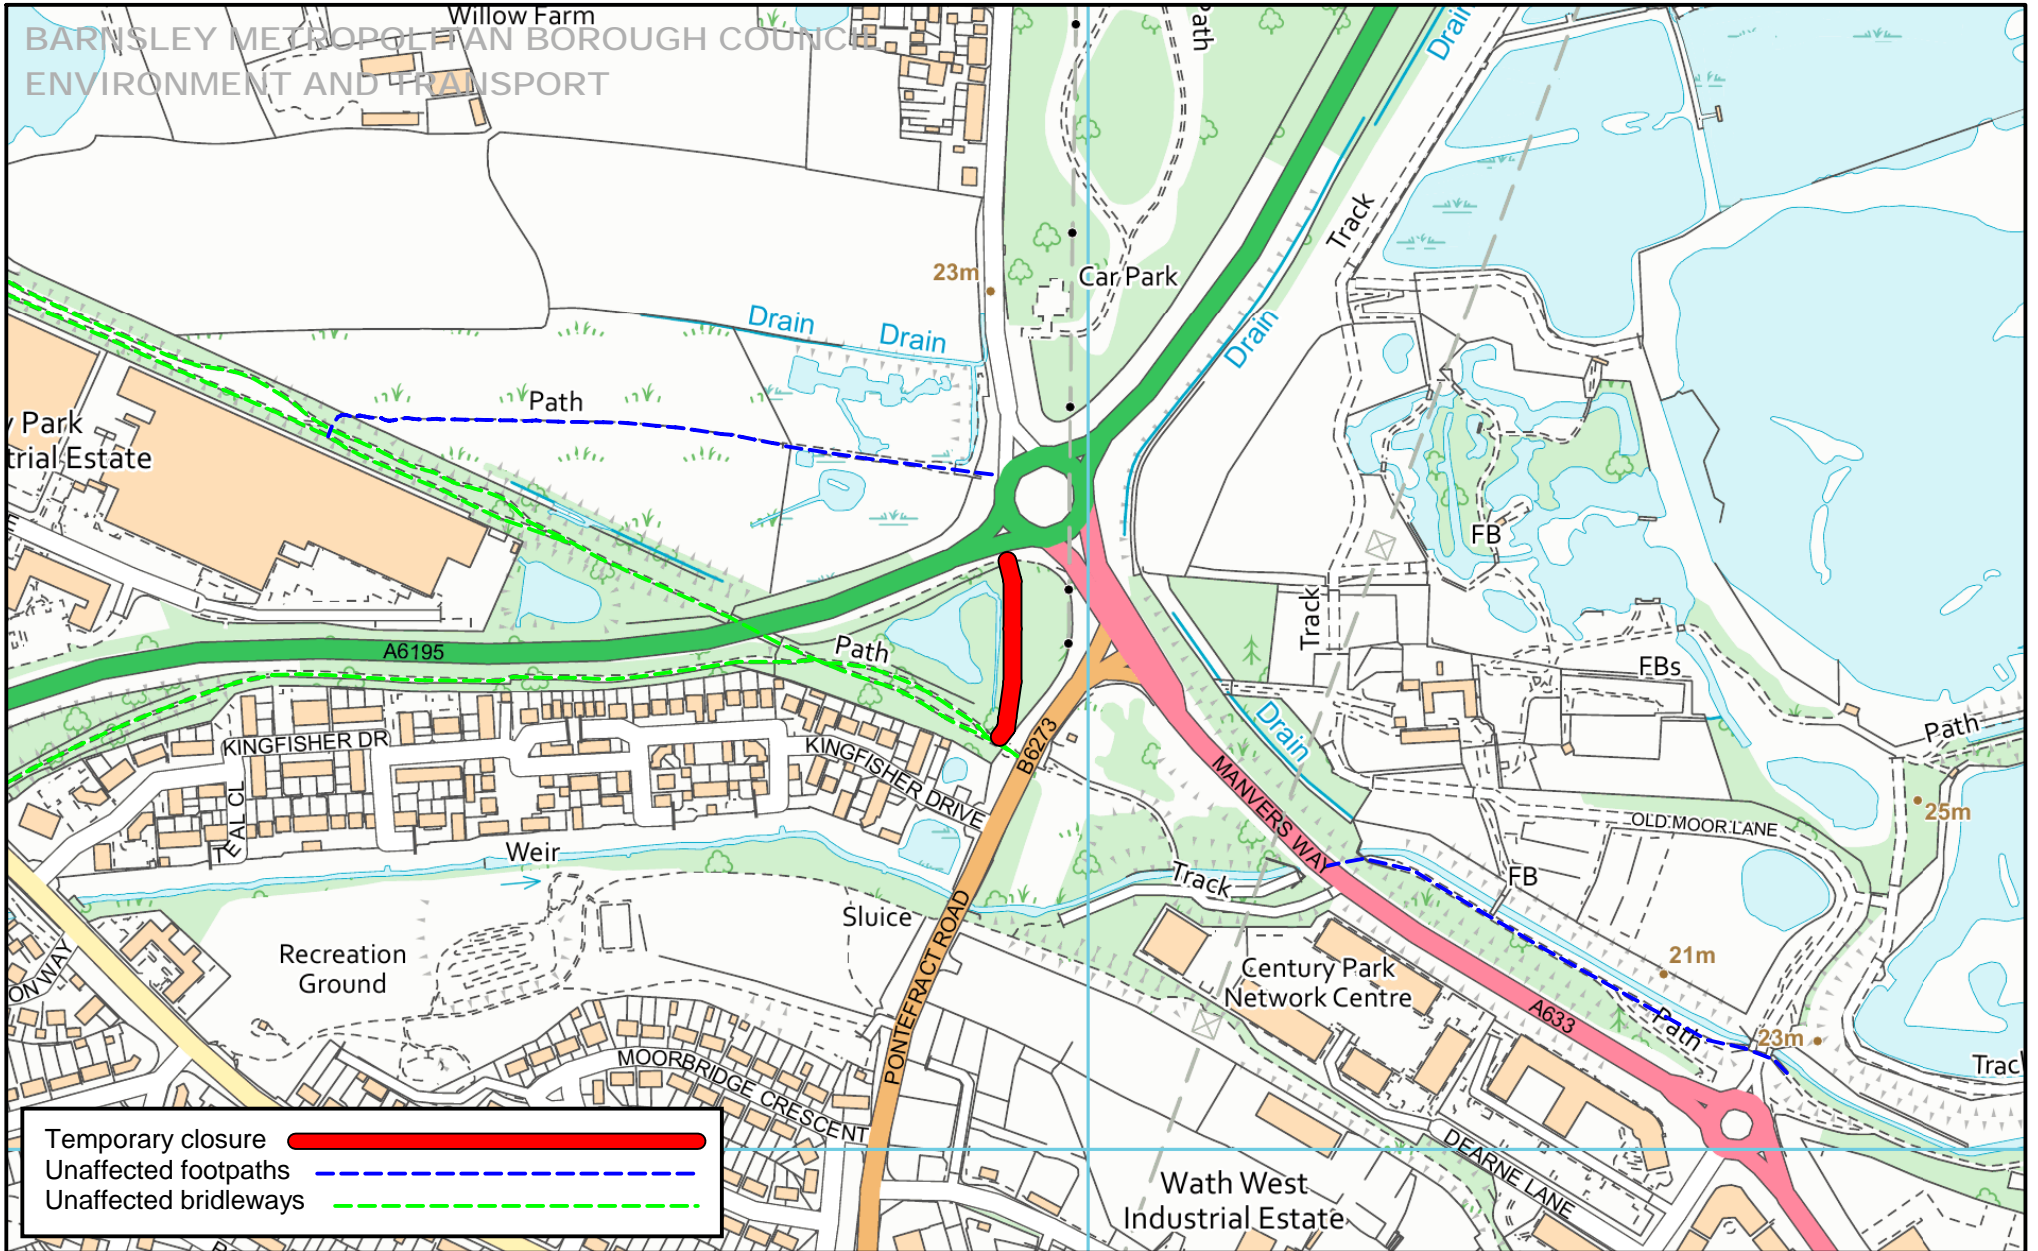 Willow Farm
BARNSLEY METROPOLITAN BOROUGH COUNCIL
ENVIRONMENT AND TRANSPORT
Path
Drain
Track
23m
Car Park
Drain
Drain
Drain
Path
y Park
trial Estate
FB
Track
A6195
Path
FBs
Path
KINGFISHER DR
KINGFISHER DRIVE
B6273
Drain
TEAL CL
MANVERS WAY
25m
OLD MOOR LANE
Weir
Track
FB
Sluice
Recreation
Ground
ON WAY
PONTEFRACT ROAD
Century Park
Network Centre
21m
A633
Path
23m
Trac
MOORBRIDGE CRESCENT
DEARNE LANE
Wath West
Industrial Estate
Temporary closure
Unaffected footpaths
Unaffected bridleways